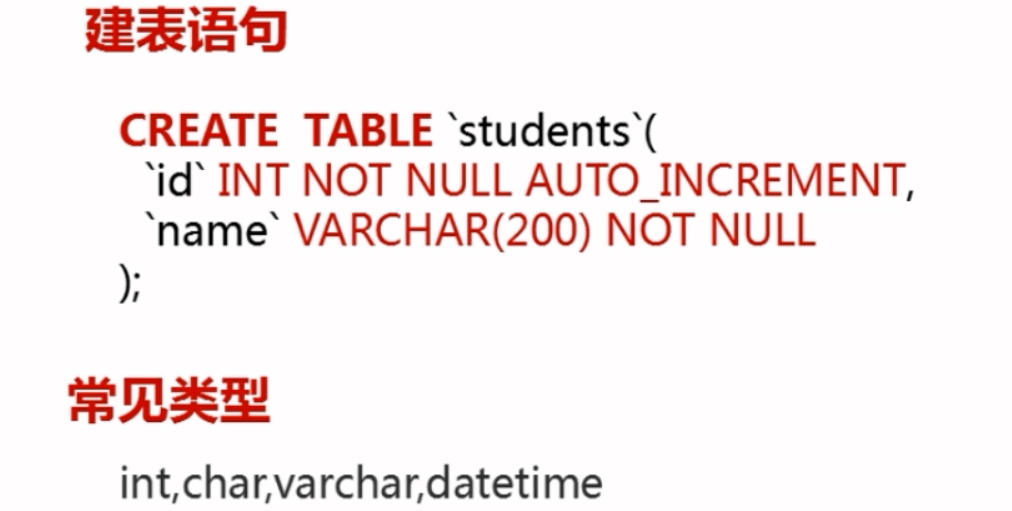 建表语句
CREATE TABLE `students`(
`id` INT NOT NULL AUTO_INCREMENT,
`name` VARCHAR(200) NOT NULL
);
常见类型
int,char,varchar,datetime